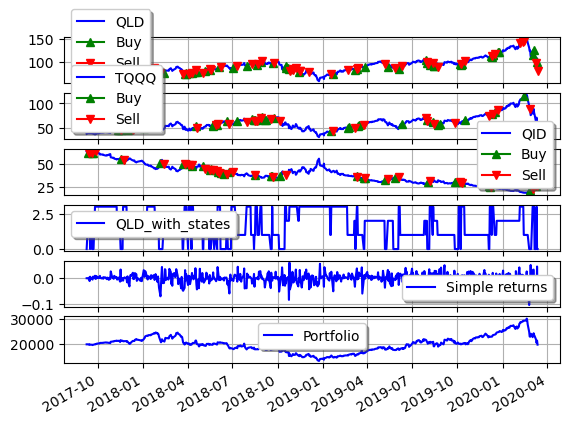 QLD
Buy
Sell
150
100
TQQQ
Buy
Sell
100
50
QID
Buy
Sell
50
25
QLD_with_states
2.5
0.0
Simple returns
0.0
−0.1
Portfolio
30000
20000
2017-10
2018-01
2018-04
2018-07
2018-10
2019-01
2019-04
2019-07
2019-10
2020-01
2020-04